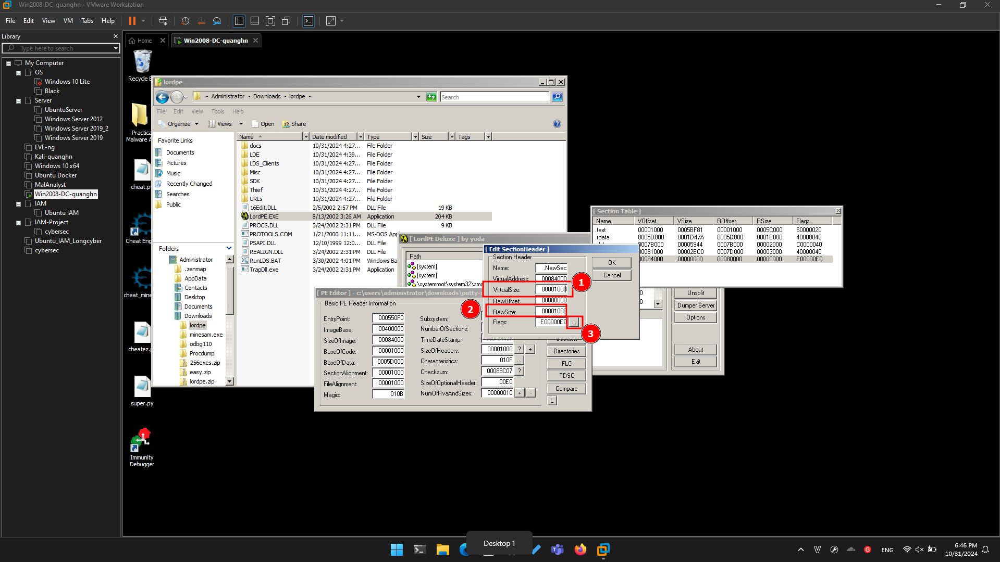 Win2008-DC-quanghn - VMware Workstation
File Edit View VM Tabs Help
Library
Type here to search
My Computer
OS
Windows 10 Lite
Black
Server
UbuntuServer
Windows Server 2012
Windows Server 2019_2
Windows Server 2019
EVE-ng
Kali-quanghn
Windows 10 x64
Ubuntu Docker
MalAnalyst
Win2008-DC-quanghn
IAM
Ubuntu IAM
IAM-Project
cybersec
Ubuntu_IAM_Longcyber
cybersec
Home
Win2008-DC-quanghn
Recycle B
Practica
Malware A
cheat.p
Cheat Eng
cheat_mine
cheatez.p
super.py
Immunity
Debugger
lordpe
Administrator Downloads lordpe
Search
File Edit View Tools Help
Organize Views Open Share
Favorite Links
Documents
Pictures
Music
Recently Changed
Searches
Public
Folders
Administrator
.zenmap
AppData
Contacts
Desktop
Documents
Downloads
lordpe
minesam.exe
odbg110
Procdump
256exes.zip
easy.zip
lordpe.zip
Name Date modified Type Size Tags
docs 10/31/2024 4:27... File Folder
LDE 10/31/2024 4:39... File Folder
LDS_Clients 10/31/2024 4:27... File Folder
Misc 10/31/2024 4:27... File Folder
SDK 10/31/2024 4:27... File Folder
Thief 10/31/2024 4:27... File Folder
URLs 10/31/2024 4:27... File Folder
16Edit.DLL 2/5/2002 2:57 PM DLL File 19 KB
LordPE.EXE 8/13/2002 3:26 AM Application 204 KB
PROCS.DLL 3/24/2002 2:31 PM DLL File 9 KB
PROTOOLS.COM 1/21/2000 11:11... MS-DOS App
PSAPI.DLL 12/10/1999 12:0... DLL File
REALIGN.DLL 3/24/2002 2:31 PM DLL File
RunLDS.BAT 3/30/2002 4:01 PM Windows Ba
TrapDll.exe 3/24/2002 2:31 PM Application
[ LordPE Deluxe ] by yoda
Path
[system]
[system]
\systemroot\system32\sms
Unsplit
Dumper Server
Options
About
Exit
[ PE Editor ] - c:\users\administrator\downloads\putty-
Basic PE Header Information
EntryPoint: 000550F0
ImageBase: 00400000
SizeOfImage: 00084000
BaseOfCode: 00001000
BaseOfData: 0005D000
SectionAlignment: 00001000
FileAlignment: 00001000
Magic: 010B
Subsystem:
NumberOfSections:
TimeDateStamp:
SizeOfHeaders: 00001000 ? +
Characteristics: 010F ...
Checksum: 00089C07 ?
SizeOfOptionalHeader: 00E0
NumOfRvaAndSizes: 00000010 + -
Directories
FLC
TDSC
Compare
L
[ Edit SectionHeader ]
Section Header
Name: .NewSec
VirtualAddress: 00084000
VirtualSize: 00001000
RawOffset: 00080000
RawSize: 00001000
Flags: E00000E0 ...
OK
Cancel
1
2
3
[ Section Table ]
Name VOffset VSize ROffset RSize Flags
.text 00001000 0005BF81 00001000 0005C000 60000020
.rdata 0005D000 0001D47A 0005D000 0001E000 40000040
0007B000 00005944 0007B000 00002000 C0000040
00081000 00002EC0 0007D000 00003000 40000040
00084000 00000000 00080000 00000000 E00000E0
Desktop 1
ENG
6:46 PM
10/31/2024